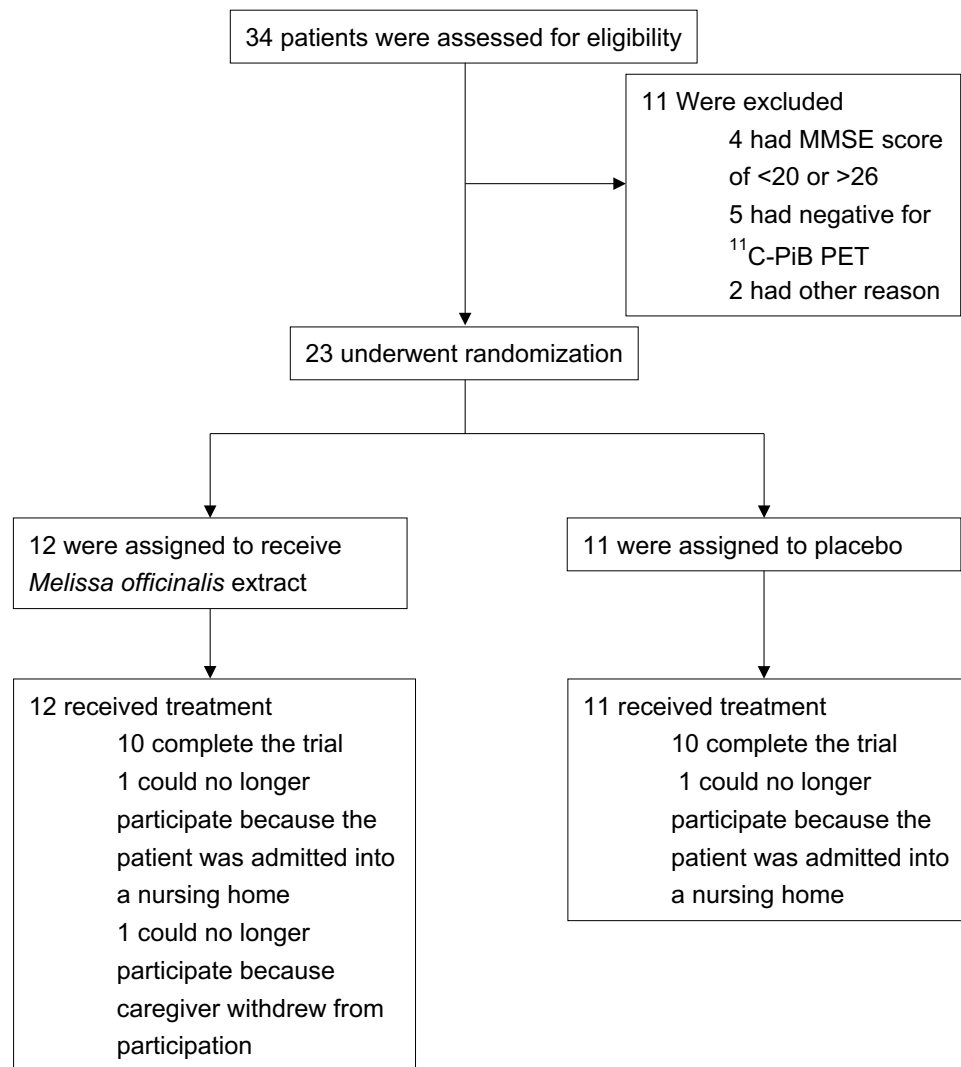 34 patients were assessed for eligibility
11 Were excluded
4 had MMSE score
of <20 or >26
5 had negative for
¹¹C-PiB PET
2 had other reason
23 underwent randomization
12 were assigned to receive
Melissa officinalis extract
11 were assigned to placebo
12 received treatment
10 complete the trial
1 could no longer
participate because the
patient was admitted into
a nursing home
1 could no longer
participate because
caregiver withdrew from
participation
11 received treatment
10 complete the trial
1 could no longer
participate because the
patient was admitted into
a nursing home